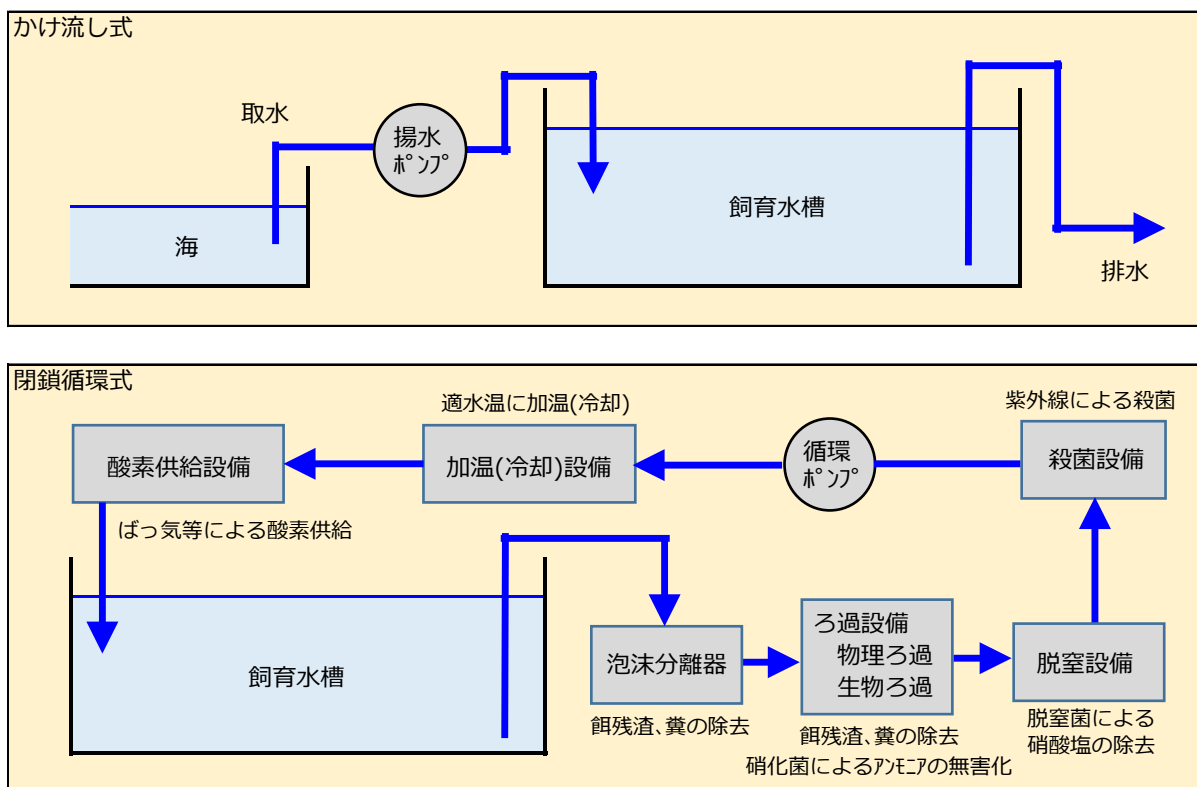 かけ流し式
取水
揚水
ﾎﾟﾝﾌﾟ
海
飼育水槽
排水
閉鎖循環式
適水温に加温(冷却)
紫外線による殺菌
酸素供給設備
加温(冷却)設備
循環
ﾎﾟﾝﾌﾟ
殺菌設備
ばっ気等による酸素供給
飼育水槽
泡沫分離器
ろ過設備
物理ろ過
生物ろ過
脱窒設備
餌残渣､糞の除去
餌残渣､糞の除去
硝化菌によるｱﾝﾓﾆｱの無害化
脱窒菌による
硝酸塩の除去